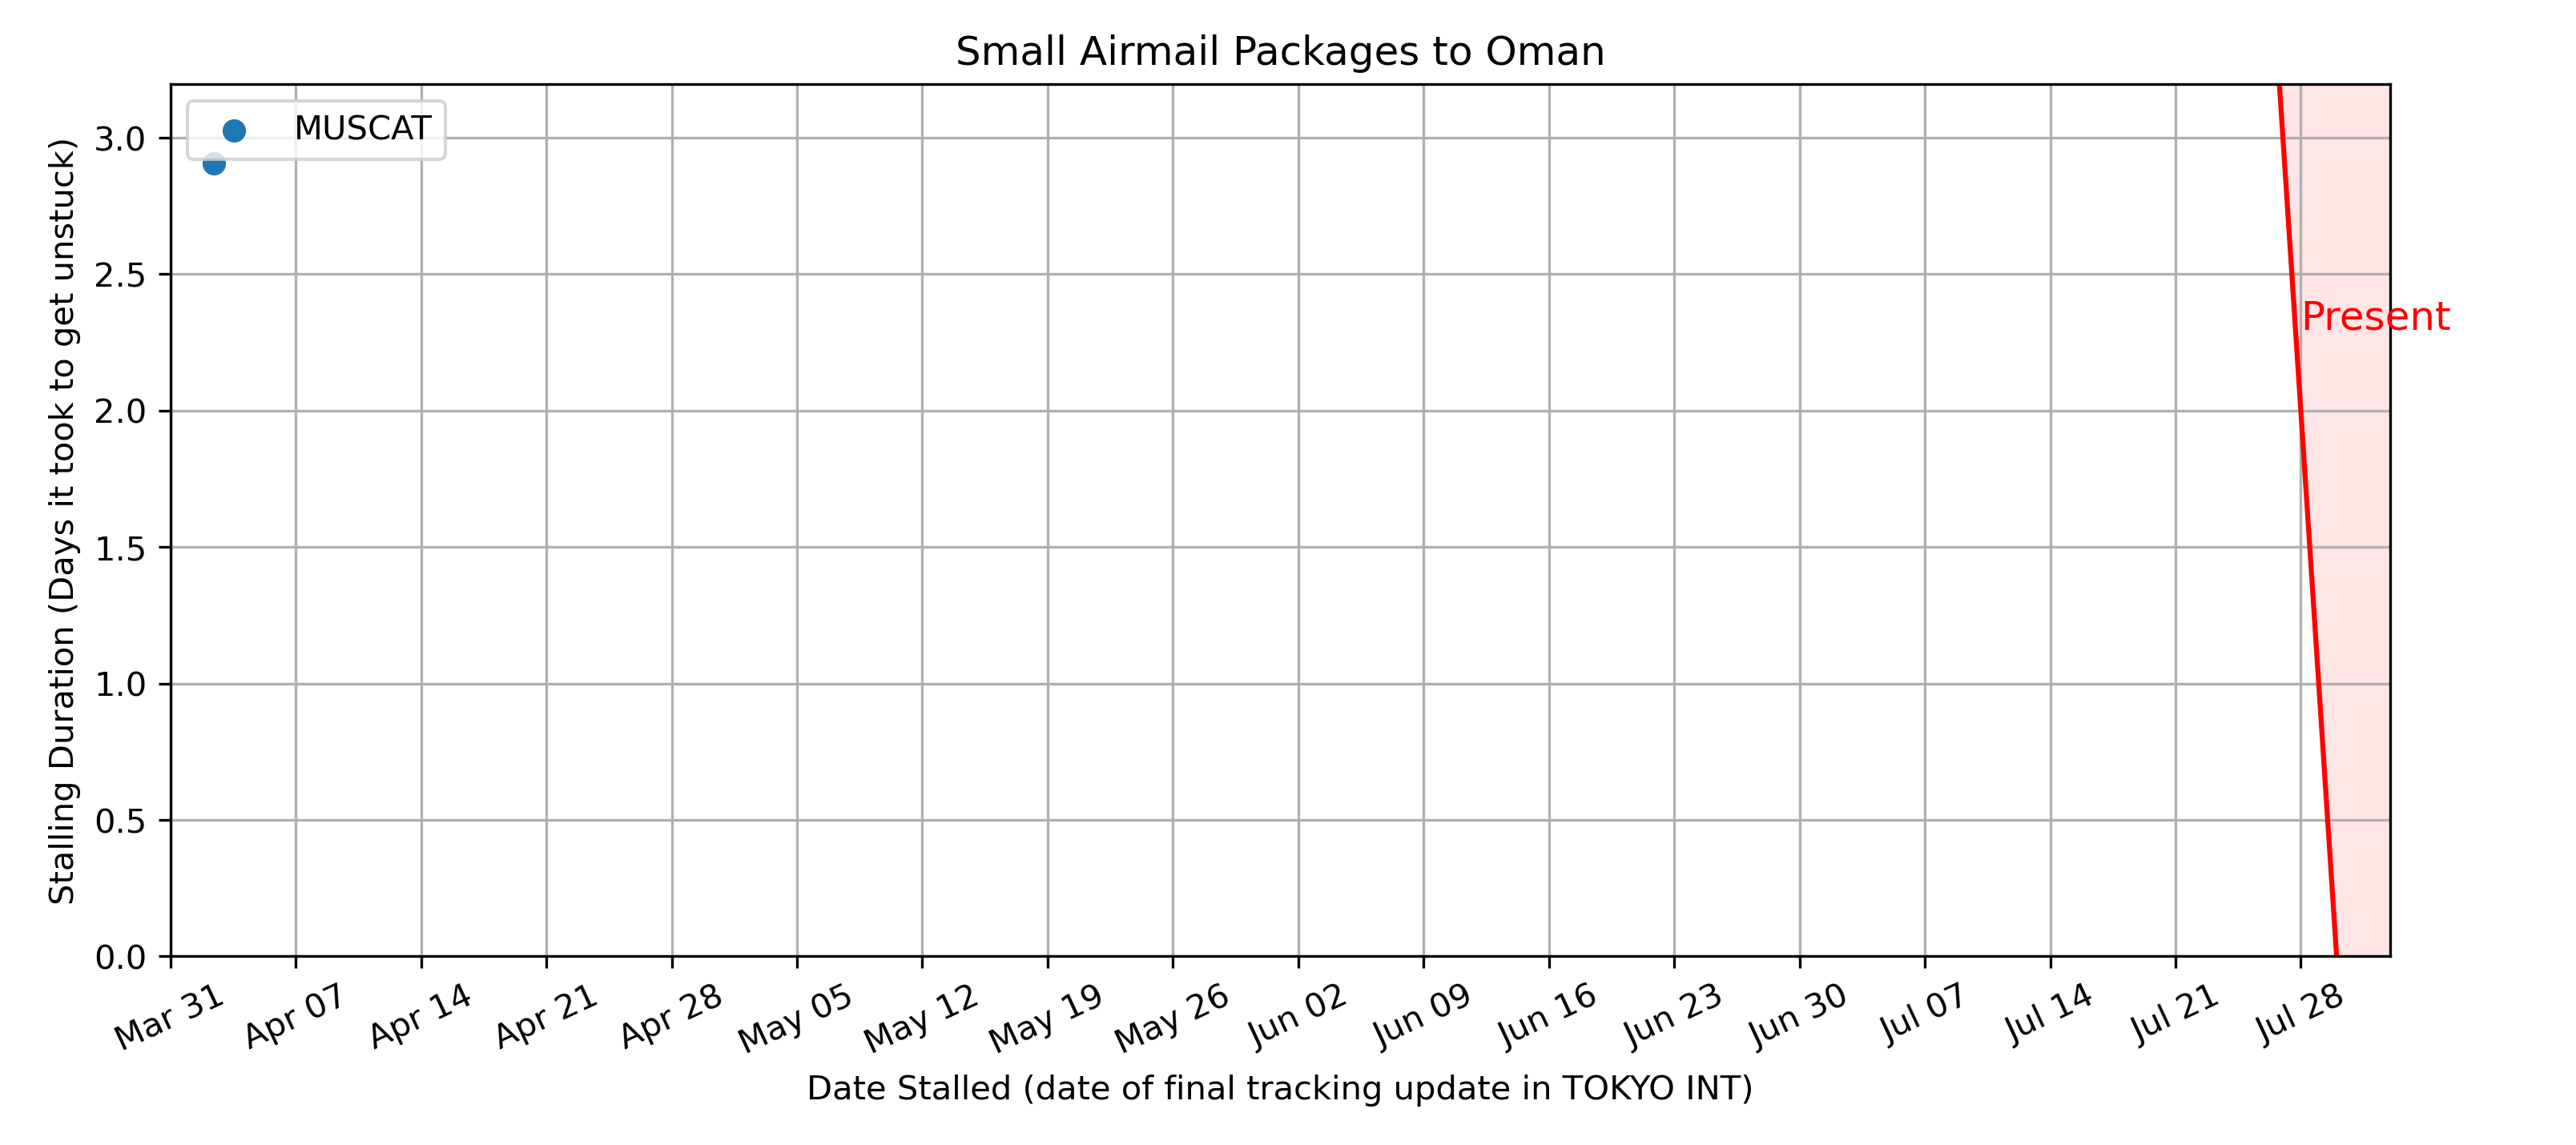 Small Airmail Packages to Oman
MUSCAT
Present
Stalling Duration (Days it took to get unstuck)
3.0
2.5
2.0
1.5
1.0
0.5
0.0
Mar 31 Apr 07 Apr 14 Apr 21 Apr 28 May 05 May 12 May 19 May 26 Jun 02 Jun 09 Jun 16 Jun 23 Jun 30 Jul 07 Jul 14 Jul 21 Jul 28
Date Stalled (date of final tracking update in TOKYO INT)